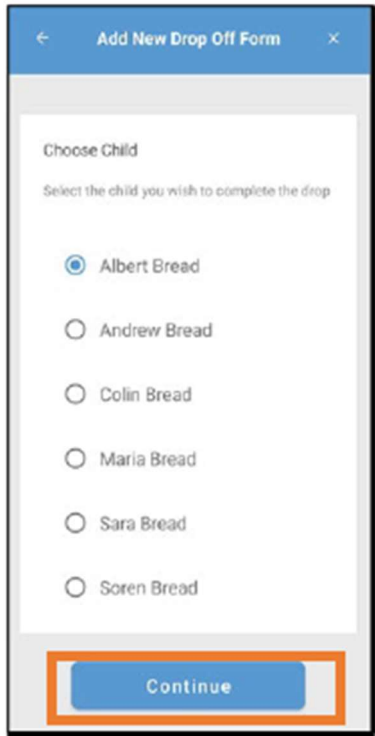 Add New Drop Off Form
Choose Child
Select the child you wish to complete the drop
Albert Bread
Andrew Bread
Colin Bread
Maria Bread
Sara Bread
Soren Bread
Continue